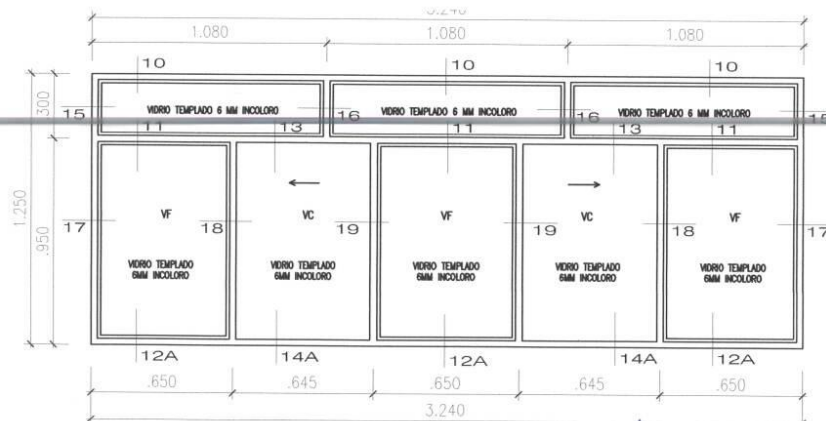 3.240
1.080 1.080 1.080
10 10 10
VIDRIO TEMPLADO 6 MM INCOLORO VIDRIO TEMPLADO 6 MM INCOLORO VIDRIO TEMPLADO 6 MM INCOLORO
15 16 16 15
.300
11 13 11 13 11
1.250
.950
VF VC VF VC VF
17 18 19 19 18 17
VIDRIO TEMPLADO VIDRIO TEMPLADO VIDRIO TEMPLADO VIDRIO TEMPLADO VIDRIO TEMPLADO
6MM INCOLORO 6MM INCOLORO 6MM INCOLORO 6MM INCOLORO 6MM INCOLORO
12A 14A 12A 14A 12A
.650 .645 .650 .645 .650
3.240